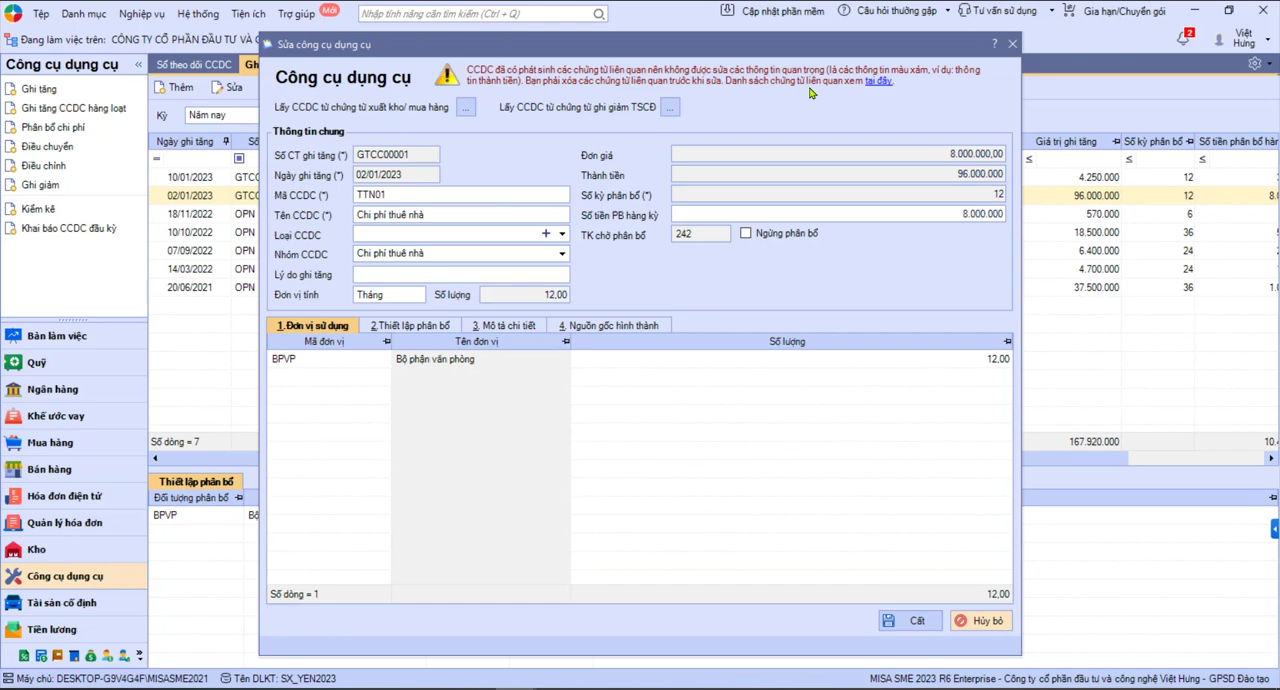 Tệp Danh mục Nghiệp vụ Hệ thống Tiện ích Trợ giúp Mới
Nhập tính năng cần tìm kiếm (Ctrl + Q)
Cập nhật phần mềm Câu hỏi thường gặp Tư vấn sử dụng Gia hạn/Chuyển gói
Đang làm việc trên: CÔNG TY CỔ PHẦN ĐẦU TƯ VÀ C
2
Việt
Hưng
Công cụ dụng cụ «
Ghi tăng
Ghi tăng CCDC hàng loạt
Phân bổ chi phí
Điều chuyển
Điều chỉnh
Ghi giảm
Kiểm kê
Khai báo CCDC đầu kỳ
Bàn làm việc
Quỹ
Ngân hàng
Khế ước vay
Mua hàng
Bán hàng
Hóa đơn điện tử
Quản lý hóa đơn
Kho
Công cụ dụng cụ
Tài sản cố định
Tiền lương
Sổ theo dõi CCDC Gh
Thêm Sửa
Kỳ Năm nay
Ngày ghi tăng Số
=
10/01/2023 GTC
02/01/2023 GTC
18/11/2022 OPN
10/10/2022 OPN
07/09/2022 OPN
14/03/2022 OPN
20/06/2021 OPN
Số dòng = 7
Thiết lập phân bổ
Đối tượng phân bổ
BPVP Bộ
Sửa công cụ dụng cụ ?
Công cụ dụng cụ
CCDC đã có phát sinh các chứng từ liên quan nên không được sửa các thông tin quan trọng (là các thông tin màu xám, ví dụ: thông
tin thành tiền). Bạn phải xóa các chứng từ liên quan trước khi sửa. Danh sách chứng từ liên quan xem tại đây.
Lấy CCDC từ chứng từ xuất kho/ mua hàng ... Lấy CCDC từ chứng từ ghi giảm TSCĐ ...
Thông tin chung
Số CT ghi tăng (*) GTCC00001
Ngày ghi tăng (*) 02/01/2023
Mã CCDC (*) TTN01
Tên CCDC (*) Chi phí thuê nhà
Loại CCDC
Nhóm CCDC Chi phí thuê nhà
Lý do ghi tăng
Đơn vị tính Tháng Số lượng 12,00
Đơn giá 8.000.000,00
Thành tiền 96.000.000
Số kỳ phân bổ (*) 12
Số tiền PB hàng kỳ 8.000.000
TK chờ phân bổ 242 Ngừng phân bổ
1.Đơn vị sử dụng 2.Thiết lập phân bổ 3. Mô tả chi tiết 4. Nguồn gốc hình thành
Mã đơn vị Tên đơn vị Số lượng
BPVP Bộ phận văn phòng 12,00
Số dòng = 1 12,00
Cất Hủy bỏ
Giá trị ghi tăng Số kỳ phân bổ Số tiền phân bổ hàn
≤ ≤ ≤
4.250.000 12
96.000.000 12 8.0
570.000 6
18.500.000 36
6.400.000 24
4.700.000 24
37.500.000 36 1.0
167.920.000 10.4
Máy chủ: DESKTOP-G9V4G4F\MISASME2021 Tên DLKT: SX_YEN2023
MISA SME 2023 R6 Enterprise - Công ty cổ phần đầu tư và công nghệ Việt Hưng - GPSD Đào tạo